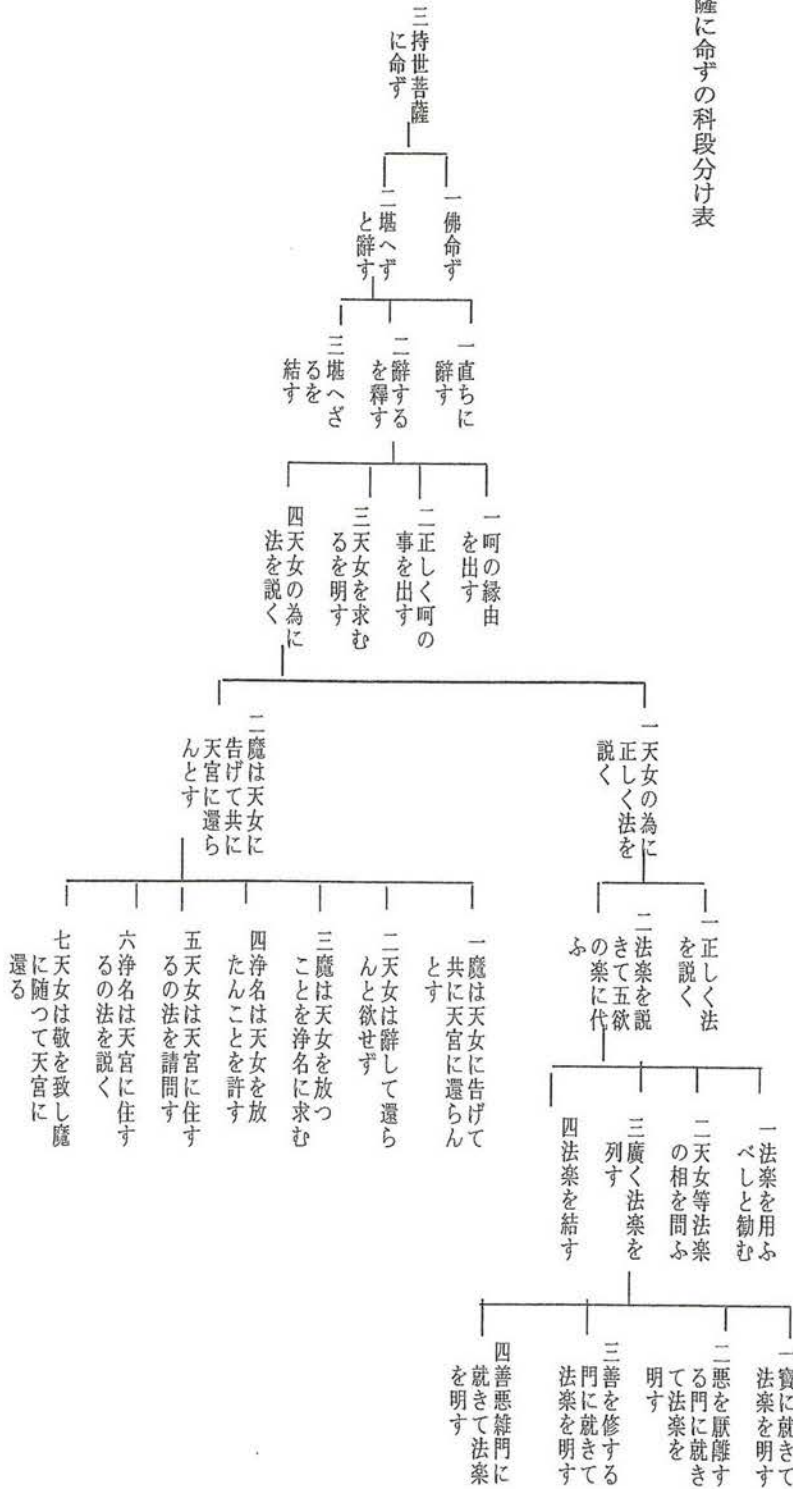 薩に命ずの科段分け表
三持世菩薩
に命ず
一佛命ず
二堪へず
と辭す
一直ちに
辭す
二辭する
を釋す
三堪へざ
るを
結す
一呵の縁由
を出す
二正しく呵の
事を出す
三天女を求む
るを明す
四天女の為に
法を説く
一天女の為に
正しく法を
説く
二魔は天女に
告げて共に
天宮に還ら
んとす
一正しく法
を説く
二法楽を説
きて五欲
の楽に代
ふ
一魔は天女に告げて
共に天宮に還らん
とす
二天女は辭して還ら
んと欲せず
三魔は天女を放つ
ことを浄名に求む
四浄名は天女を放
たんことを許す
五天女は天宮に住す
るの法を請問す
六浄名は天宮に住す
るの法を説く
七天女は敬を致し魔
に随つて天宮に
還る
一法楽を用ふ
べしと勧む
二天女等法楽
の相を問ふ
三廣く法楽を
列す
四法楽を結す
一寶に就きて
法楽を明す
二悪を厭離す
る門に就き
て法楽を
明す
三善を修する
門に就きて
法楽を明す
四善悪雑門に
就きて法楽
を明す